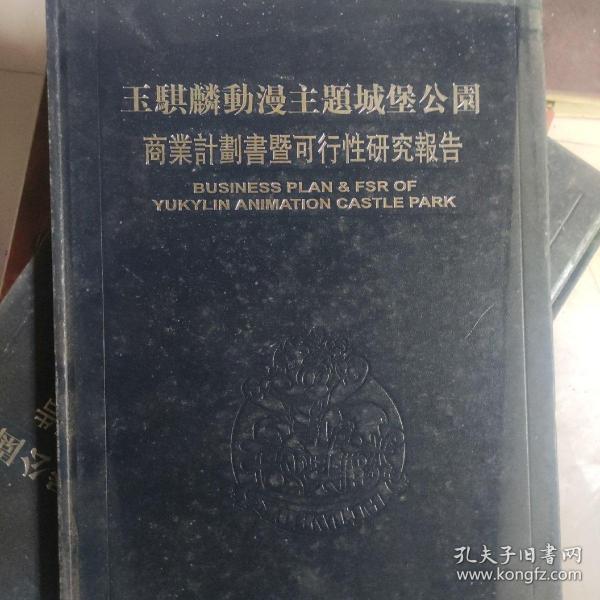 玉騏麟動漫主題城堡公園
商業計劃書暨可行性研究報告
BUSINESS PLAN & FSR OF
YUKYLIN ANIMATION CASTLE PARK
孔夫子旧书网
www.kongfz.com